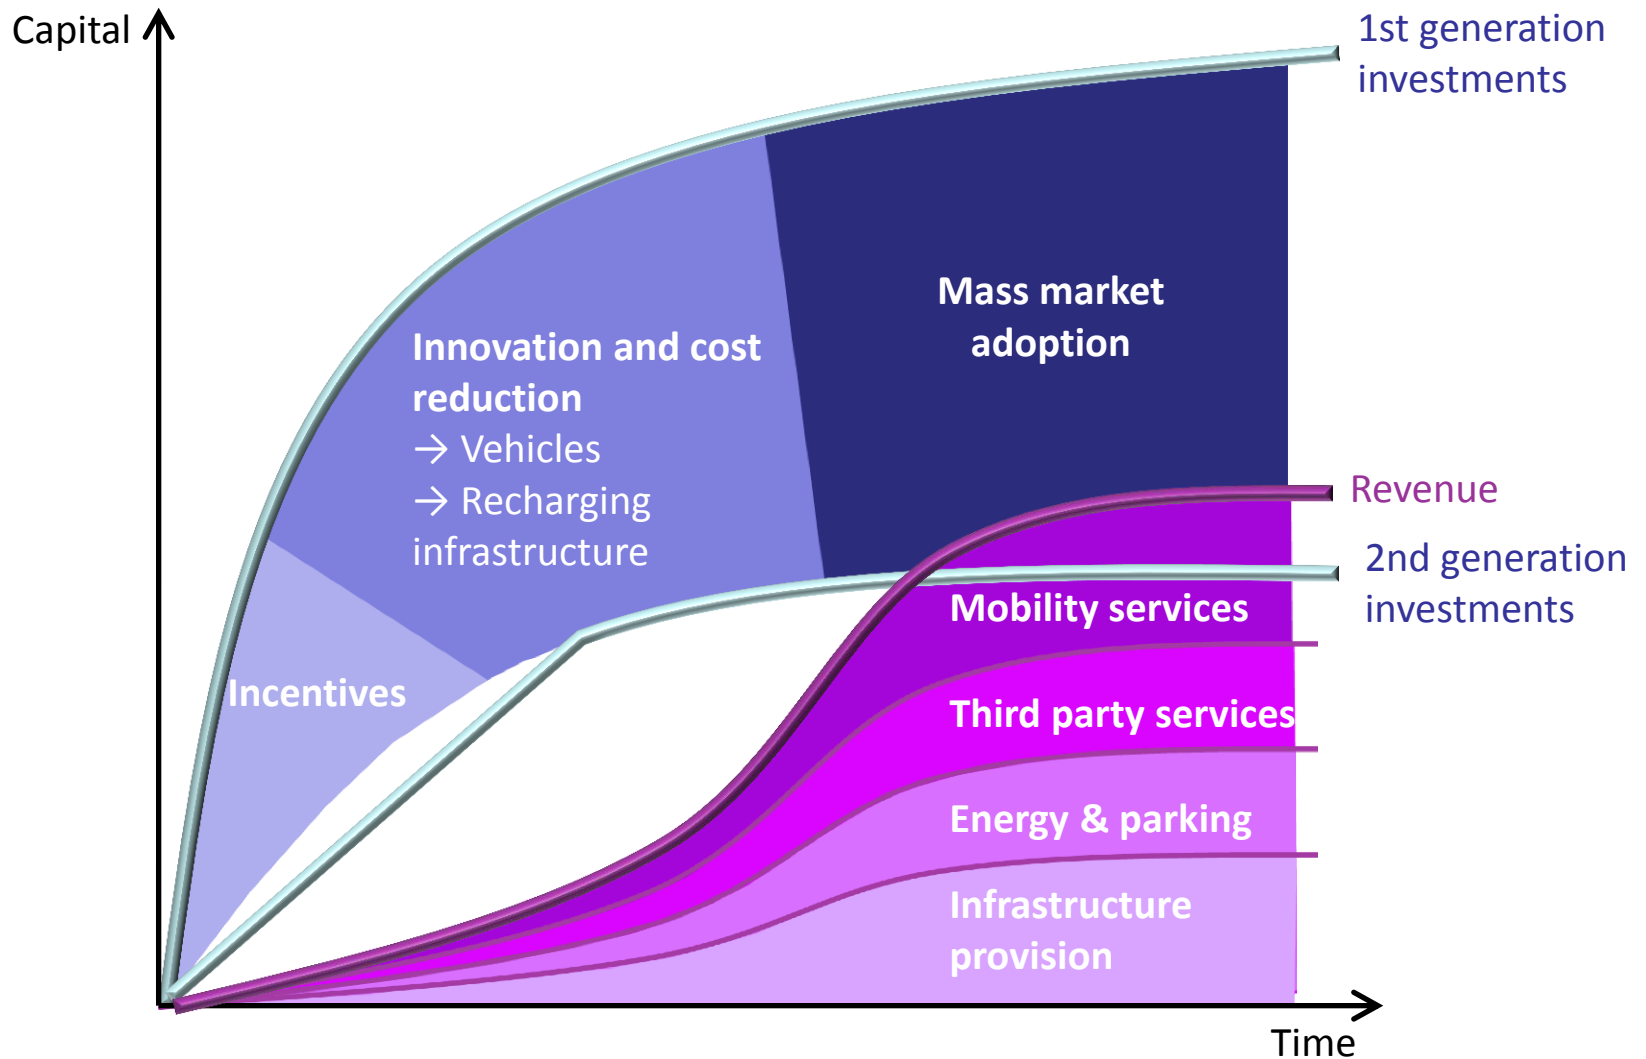 Capital
1st generation
investments
Mass market
adoption
Innovation and cost
reduction
→ Vehicles
→ Recharging
infrastructure
Revenue
2nd generation
investments
Mobility services
Incentives
Third party services
Energy & parking
Infrastructure
provision
Time